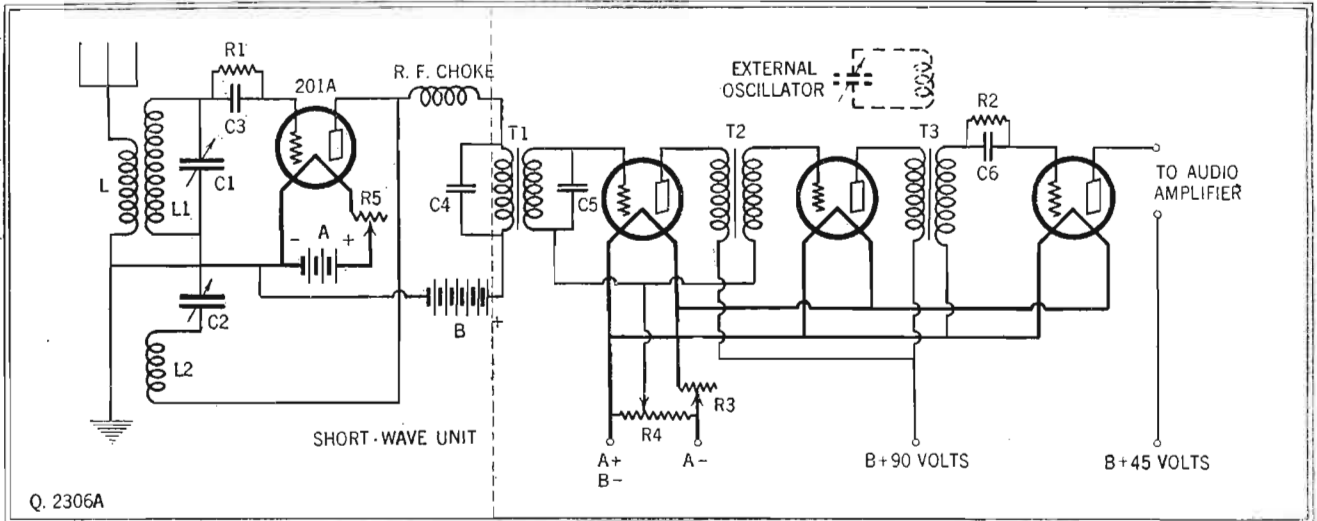 R1
201A
R. F. CHOKE
EXTERNAL
OSCILLATOR
C3
T1
T2
T3
R2
C6
L
L1
C1
R5
C4
C5
TO AUDIO
AMPLIFIER
- A +
C2
B
+
L2
R3
R4
SHORT-WAVE UNIT
A+
B-
A-
B+90 VOLTS
B+45 VOLTS
Q. 2306A